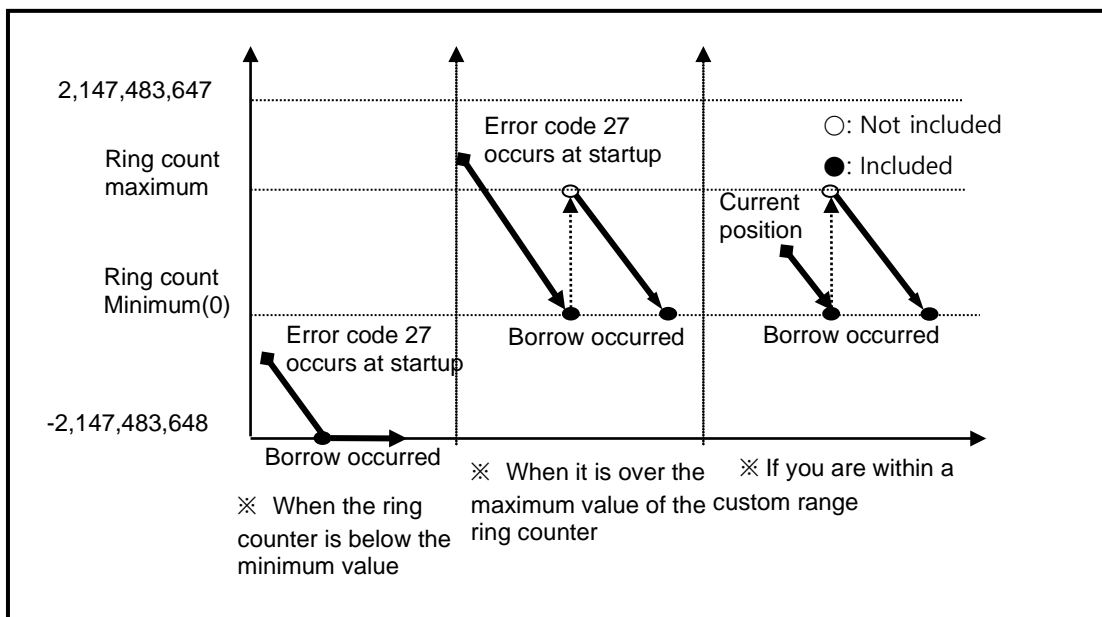 2,147,483,647
Ring count
maximum
Ring count
Minimum(0)
-2,147,483,648
Error code 27
occurs at startup
Borrow occurred
※ When the ring
counter is below the
minimum value
Error code 27
occurs at startup
Borrow occurred
※ When it is over the
maximum value of the
ring counter
○: Not included
●: Included
Current
position
Borrow occurred
※ If you are within a
custom range